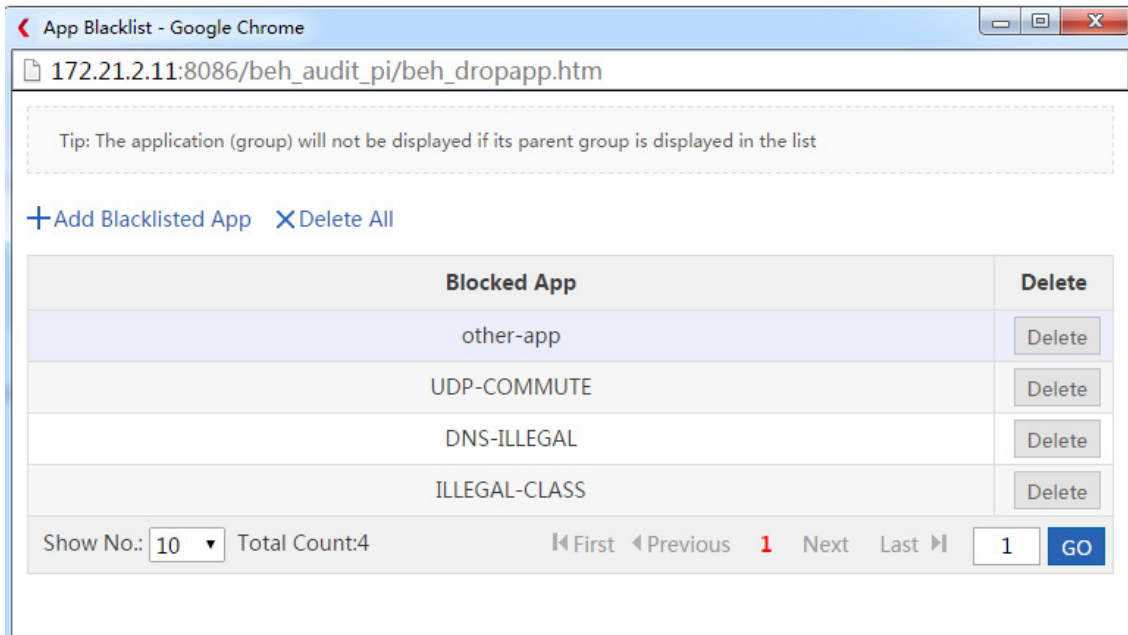 App Blacklist - Google Chrome
172.21.2.11:8086/beh_audit_pi/beh_dropapp.htm
Tip: The application (group) will not be displayed if its parent group is displayed in the list
Add Blacklisted App Delete All
Blocked App Delete
other-app Delete
UDP-COMMUTE Delete
DNS-ILLEGAL Delete
ILLEGAL-CLASS Delete
Show No.: 10 Total Count:4 First Previous 1 Next Last 1 GO